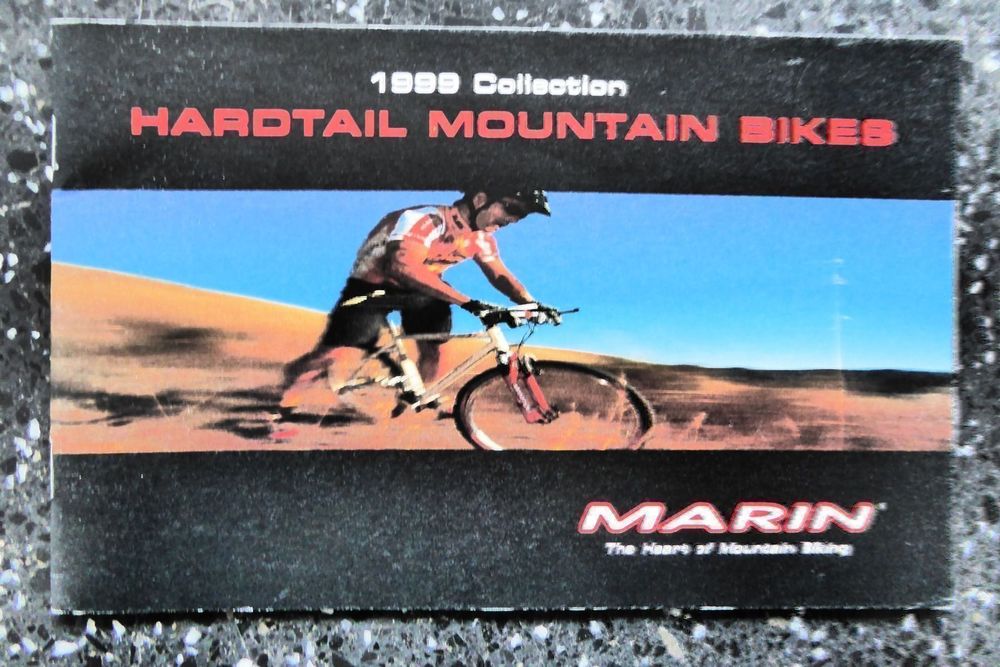 1999 Collection
HARDTAIL MOUNTAIN BIKES
MARIN
The Heart of Mountain Biking